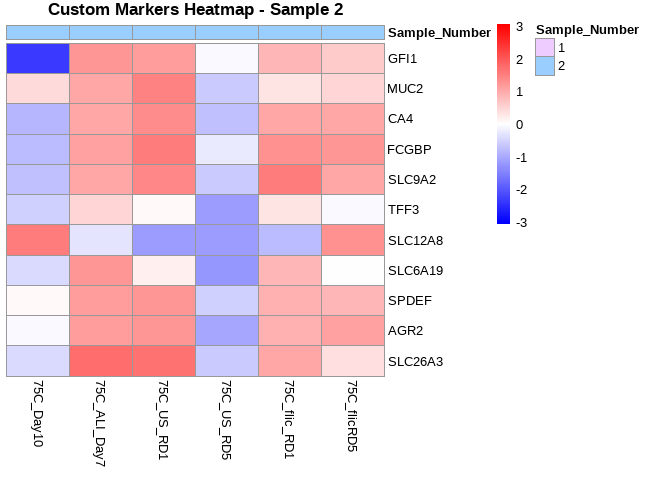 Custom Markers Heatmap - Sample 2
Sample_Number
GFI1
MUC2
CA4
FCGBP
SLC9A2
TFF3
SLC12A8
SLC6A19
SPDEF
AGR2
SLC26A3
75C_Day10
75C_ALI_Day7
75C_US_RD1
75C_US_RD5
75C_flic_RD1
75C_flicRD5
3
2
1
0
-1
-2
-3
Sample_Number
1
2